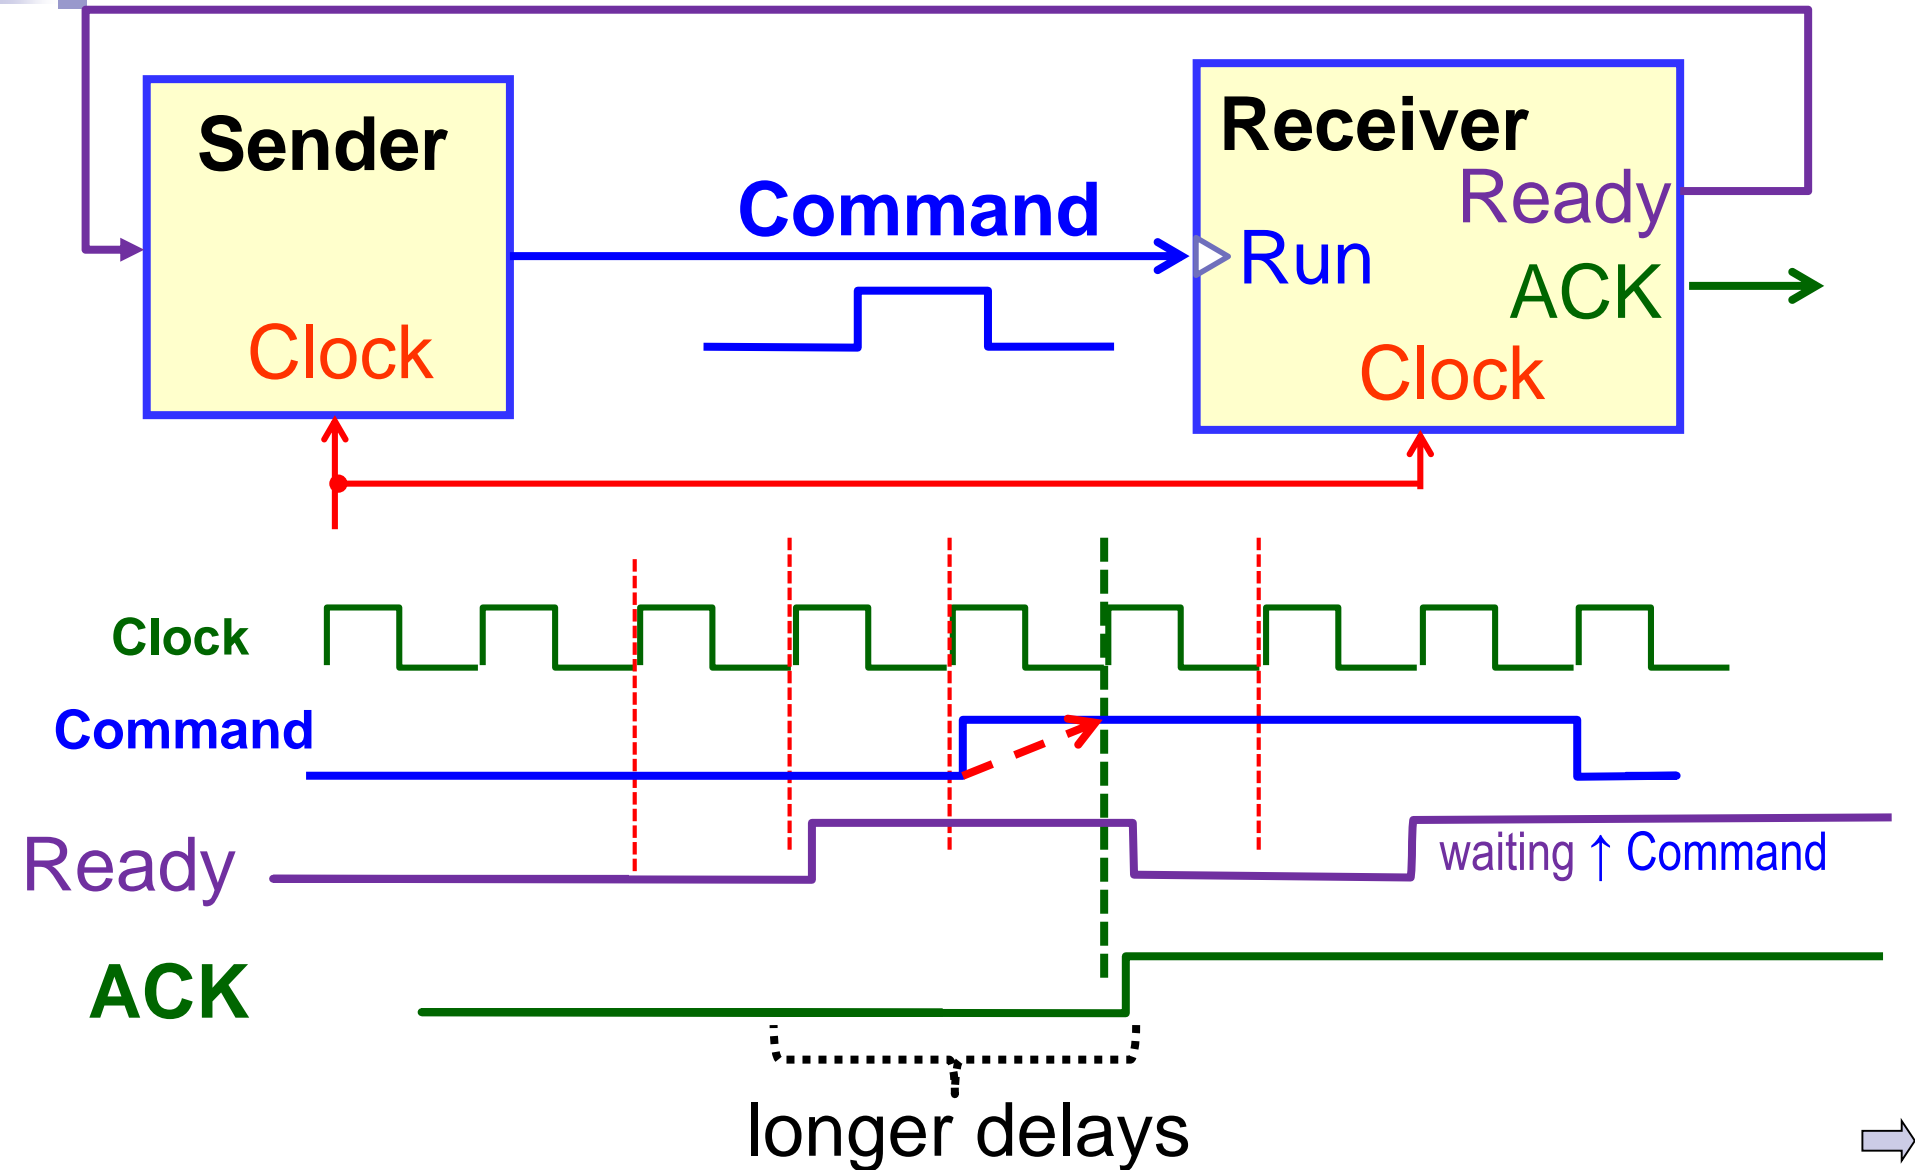 Sender
Receiver
Command
Ready
Run
ACK
Clock
Clock
Clock
Command
Ready
waiting ↑ Command
ACK
longer delays